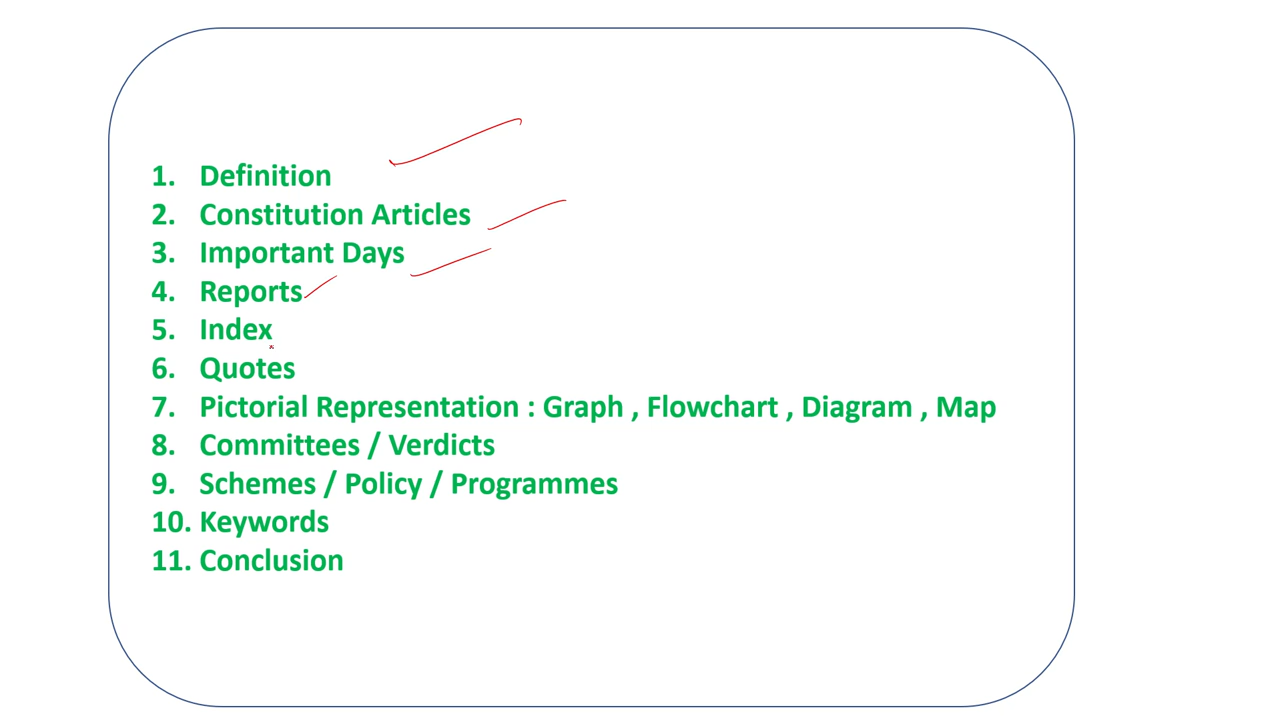 1. Definition
2. Constitution Articles
3. Important Days
4. Reports
5. Index
6. Quotes
7. Pictorial Representation : Graph , Flowchart , Diagram , Map
8. Committees / Verdicts
9. Schemes / Policy / Programmes
10. Keywords
11. Conclusion